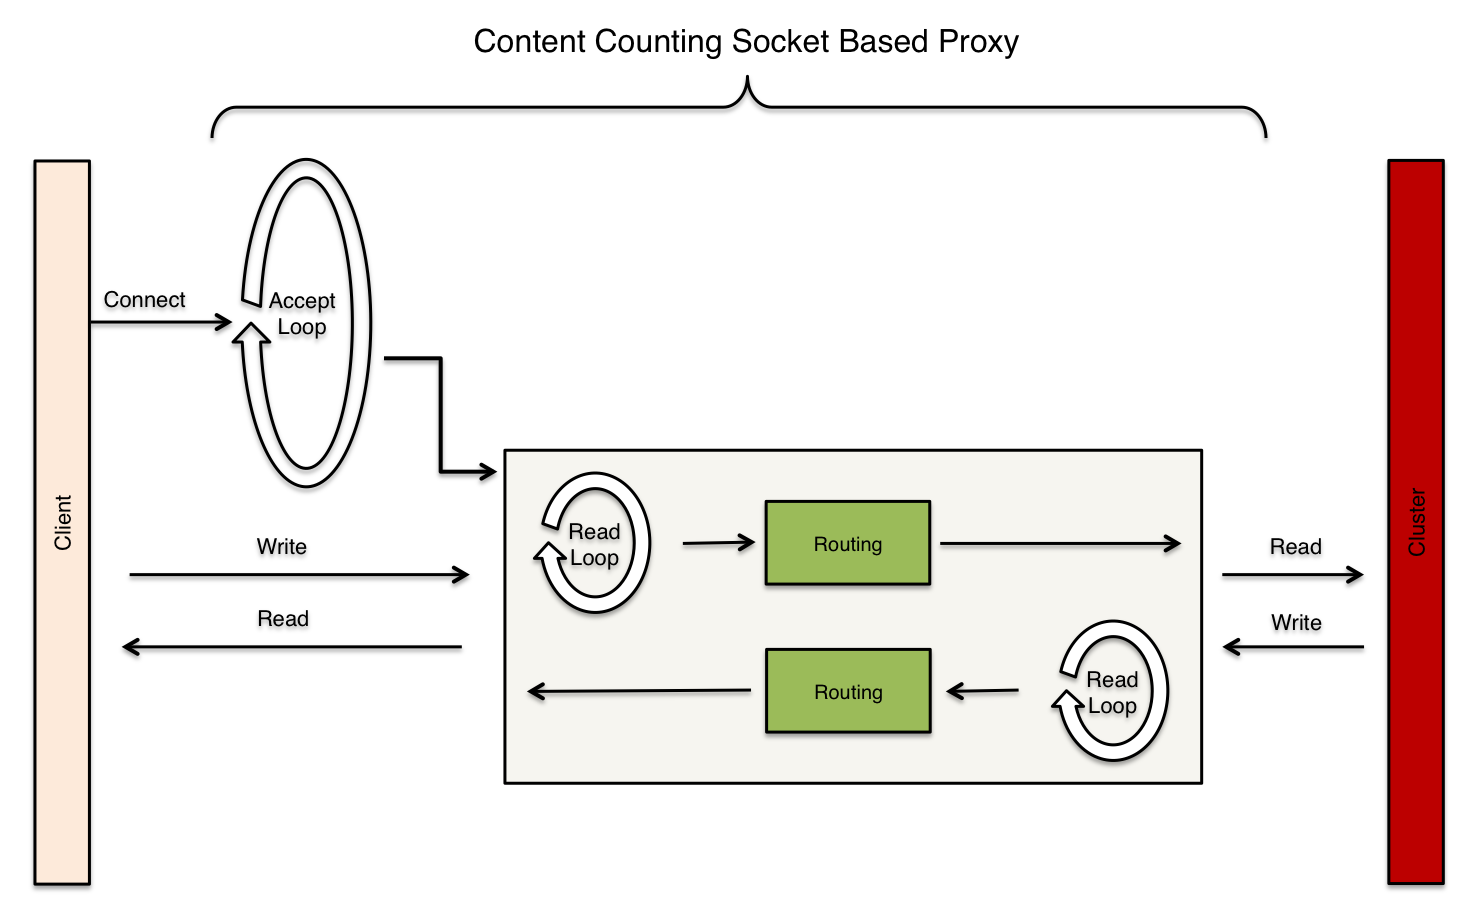 Content Counting Socket Based Proxy
Connect
Accept
Loop
Client
Write
Read
Read
Loop
Routing
Routing
Read
Loop
Read
Write
Cluster